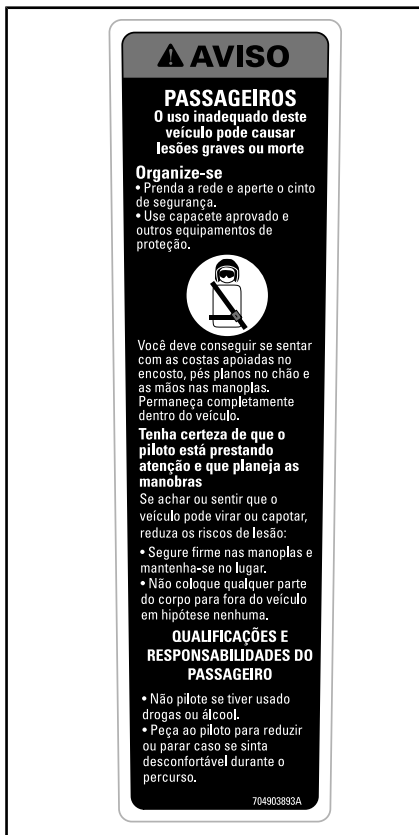 AVISO
PASSAGEIROS
O uso inadequado deste
veículo pode causar
lesões graves ou morte
Organize-se
• Prenda a rede e aperte o cinto
de segurança.
• Use capacete aprovado e
outros equipamentos de
proteção.
Você deve conseguir se sentar
com as costas apoiadas no
encosto, pés planos no chão e
as mãos nas manoplas.
Permaneça completamente
dentro do veículo.
Tenha certeza de que o
piloto está prestando
atenção e que planeja as
manobras
Se achar ou sentir que o
veículo pode virar ou capotar,
reduza os riscos de lesão:
• Segure firme nas manoplas e
mantenha-se no lugar.
• Não coloque qualquer parte
do corpo para fora do veículo
em hipótese nenhuma.
QUALIFICAÇÕES E
RESPONSABILIDADES DO
PASSAGEIRO
• Não pilote se tiver usado
drogas ou álcool.
• Peça ao piloto para reduzir
ou parar caso se sinta
desconfortável durante o
percurso.
704903893A